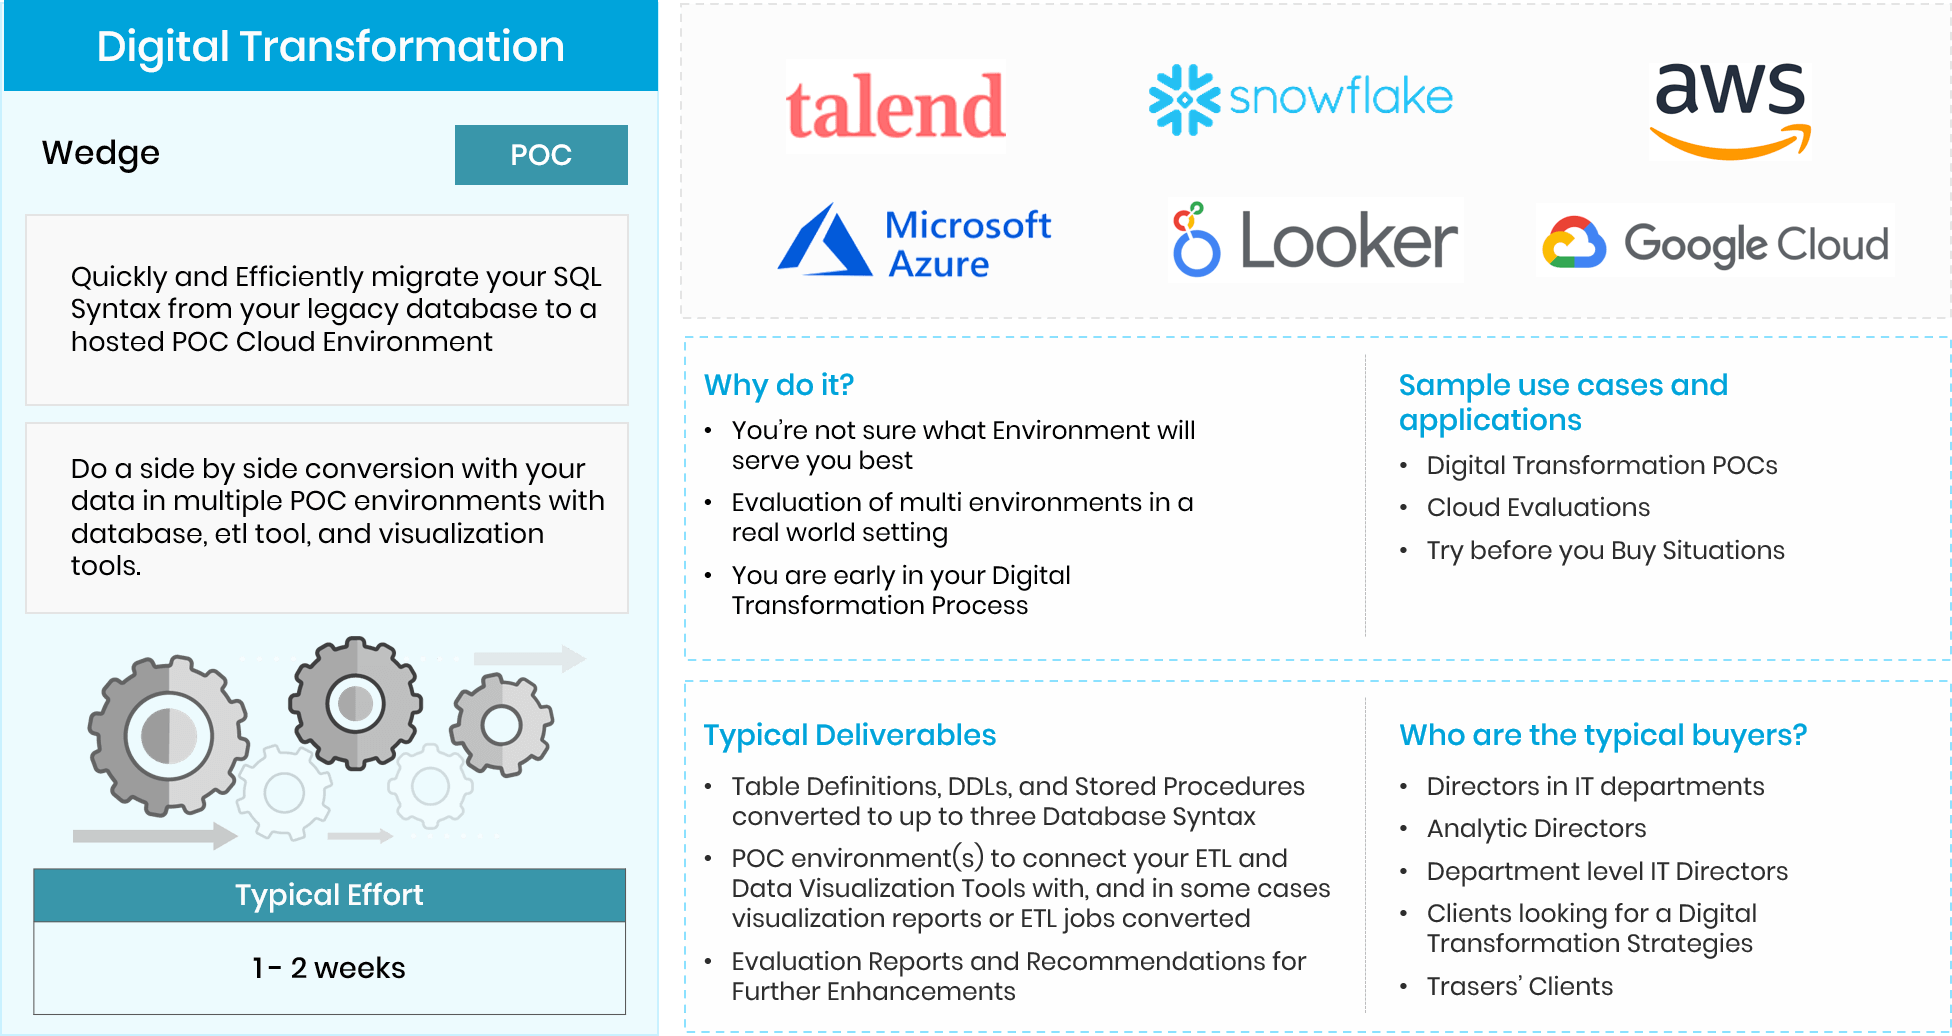 Digital Transformation
Wedge
POC
Quickly and Efficiently migrate your SQL
Syntax from your legacy database to a
hosted POC Cloud Environment
Do a side by side conversion with your
data in multiple POC environments with
database, etl tool, and visualization
tools.
Typical Effort
1 - 2 weeks
talend
snowflake
aws
Microsoft
Azure
Looker
Google Cloud
Why do it?
• You’re not sure what Environment will
serve you best
• Evaluation of multi environments in a
real world setting
• You are early in your Digital
Transformation Process
Sample use cases and
applications
• Digital Transformation POCs
• Cloud Evaluations
• Try before you Buy Situations
Typical Deliverables
• Table Definitions, DDLs, and Stored Procedures
converted to up to three Database Syntax
• POC environment(s) to connect your ETL and
Data Visualization Tools with, and in some cases
visualization reports or ETL jobs converted
• Evaluation Reports and Recommendations for
Further Enhancements
Who are the typical buyers?
• Directors in IT departments
• Analytic Directors
• Department level IT Directors
• Clients looking for a Digital
Transformation Strategies
• Trasers’ Clients